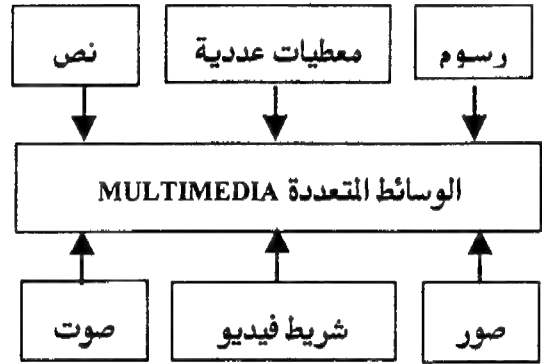 رسوم
معطيات عددية
نص
الوسائط المتعددة MULTIMEDIA
صور
شريط فيديو
صوت